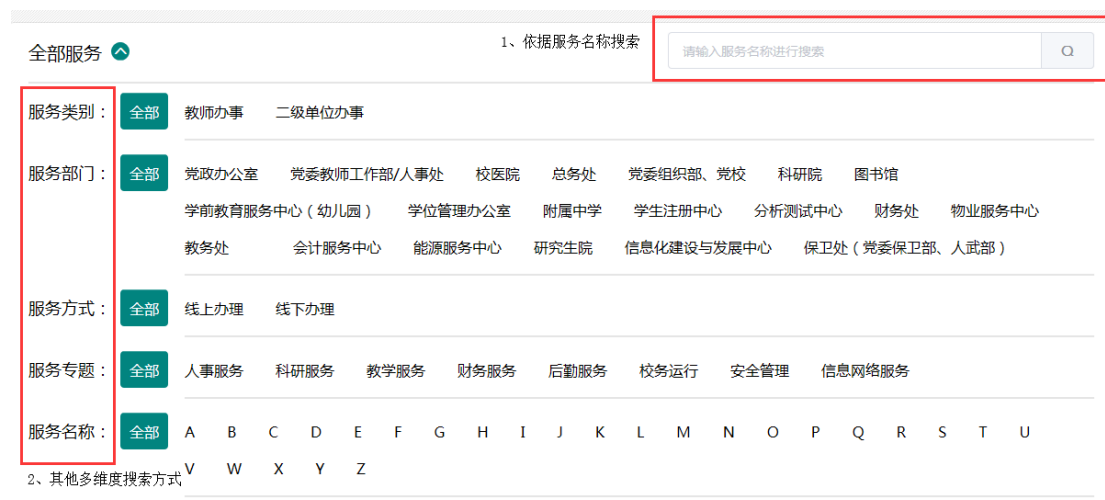 全部服务
1、依据服务名称搜索
请输入服务名称进行搜索
服务类别： 全部 教师办事 二级单位办事
服务部门： 全部 党政办公室 党委教师工作部/人事处 校医院 总务处 党委组织部、党校 科研院 图书馆
学前教育服务中心（幼儿园） 学位管理办公室 附属中学 学生注册中心 分析测试中心 财务处 物业服务中心
教务处 会计服务中心 能源服务中心 研究生院 信息化建设与发展中心 保卫处（党委保卫部、人武部）
服务方式： 全部 线上办理 线下办理
服务专题： 全部 人事服务 科研服务 教学服务 财务服务 后勤服务 校务运行 安全管理 信息网络服务
服务名称： 全部 A B C D E F G H I J K L M N O P Q R S T U
V W X Y Z
2、其他多维度搜索方式